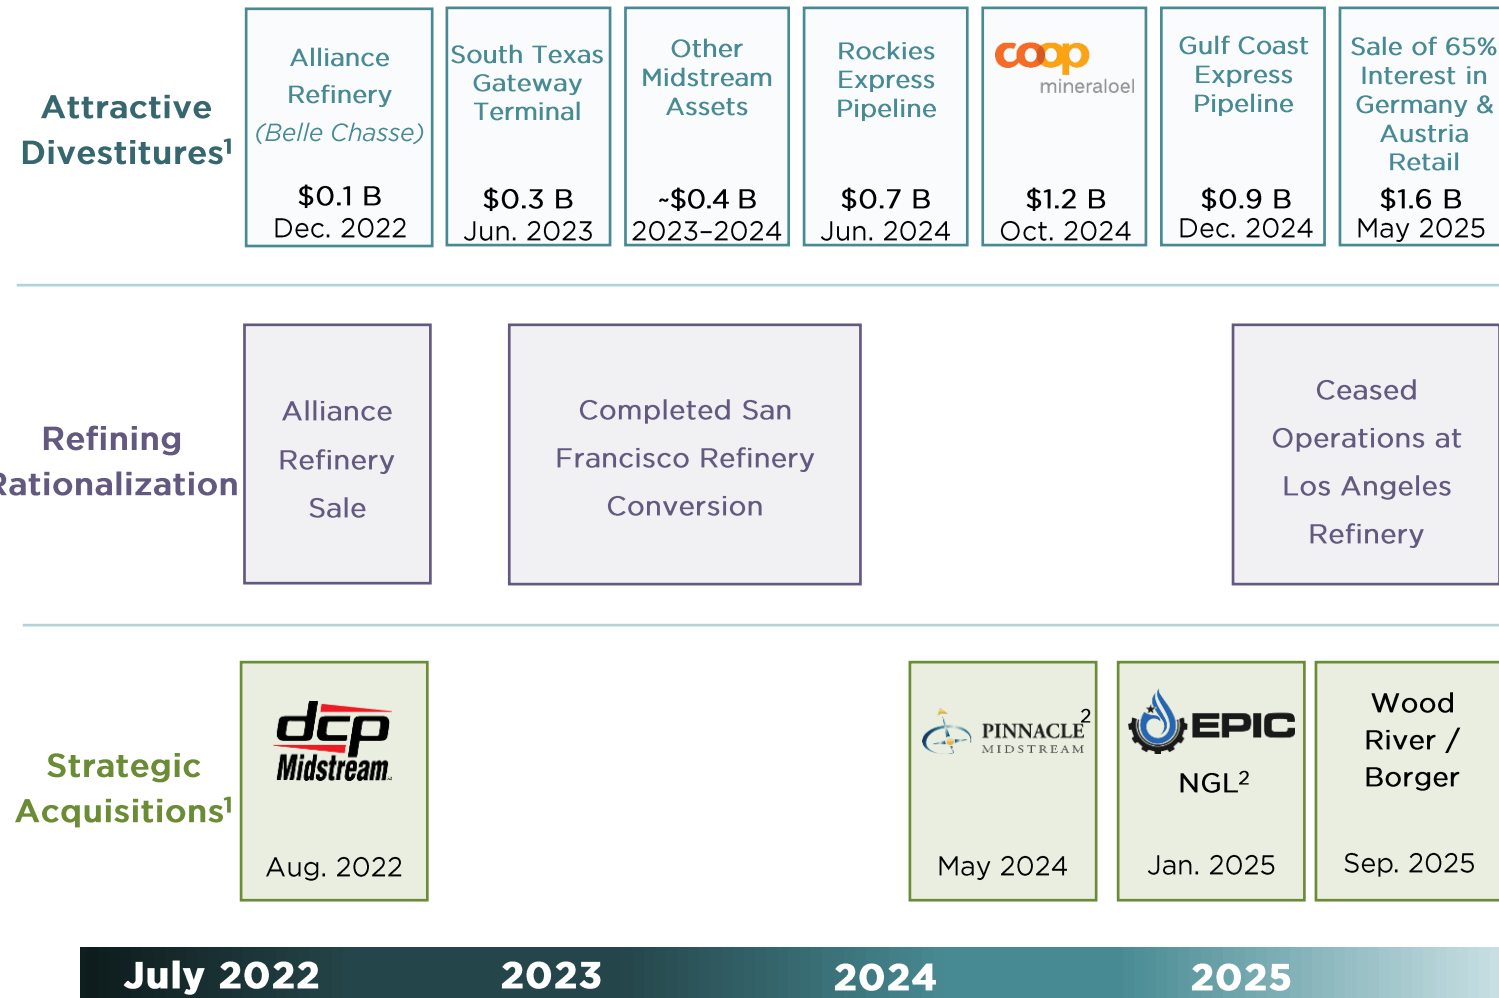 Attractive
Divestitures¹
Alliance
Refinery
(Belle Chasse)
$0.1 B
Dec. 2022
South Texas
Gateway
Terminal
$0.3 B
Jun. 2023
Other
Midstream
Assets
~$0.4 B
2023–2024
Rockies
Express
Pipeline
$0.7 B
Jun. 2024
coop
mineraloel
$1.2 B
Oct. 2024
Gulf Coast
Express
Pipeline
$0.9 B
Dec. 2024
Sale of 65%
Interest in
Germany &
Austria
Retail
$1.6 B
May 2025
Refining
Rationalization
Alliance
Refinery
Sale
Completed San
Francisco Refinery
Conversion
Ceased
Operations at
Los Angeles
Refinery
Strategic
Acquisitions¹
dcp
Midstream
Aug. 2022
PINNACLE²
MIDSTREAM
May 2024
EPIC
NGL²
Jan. 2025
Wood
River /
Borger
Sep. 2025
July 2022
2023
2024
2025